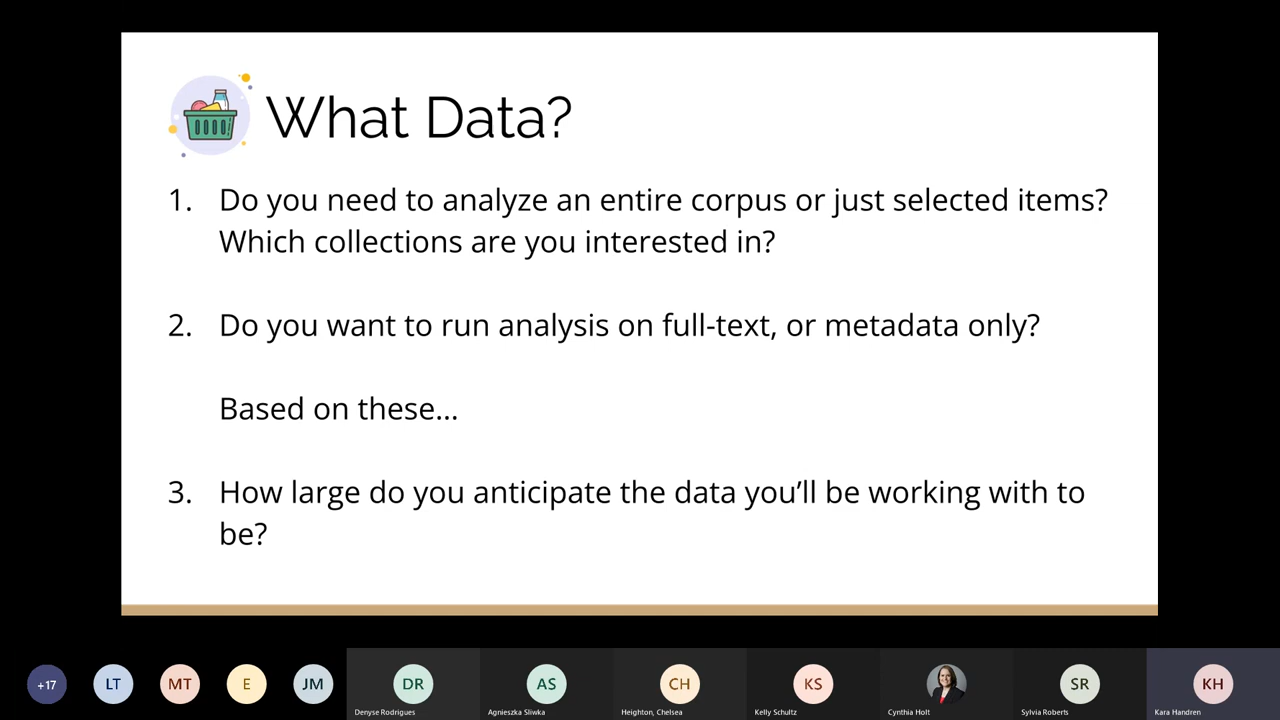 What Data?
1. Do you need to analyze an entire corpus or just selected items?
Which collections are you interested in?
2. Do you want to run analysis on full-text, or metadata only?
Based on these...
3. How large do you anticipate the data you'll be working with to
be?
+17
LT
MT
E
JM
DR
AS
CH
KS
SR
KH
Denyse Rodrigues
Agnieszka Sliwka
Heighton, Chelsea
Kelly Schultz
Cynthia Holt
Sylvia Roberts
Kara Handren